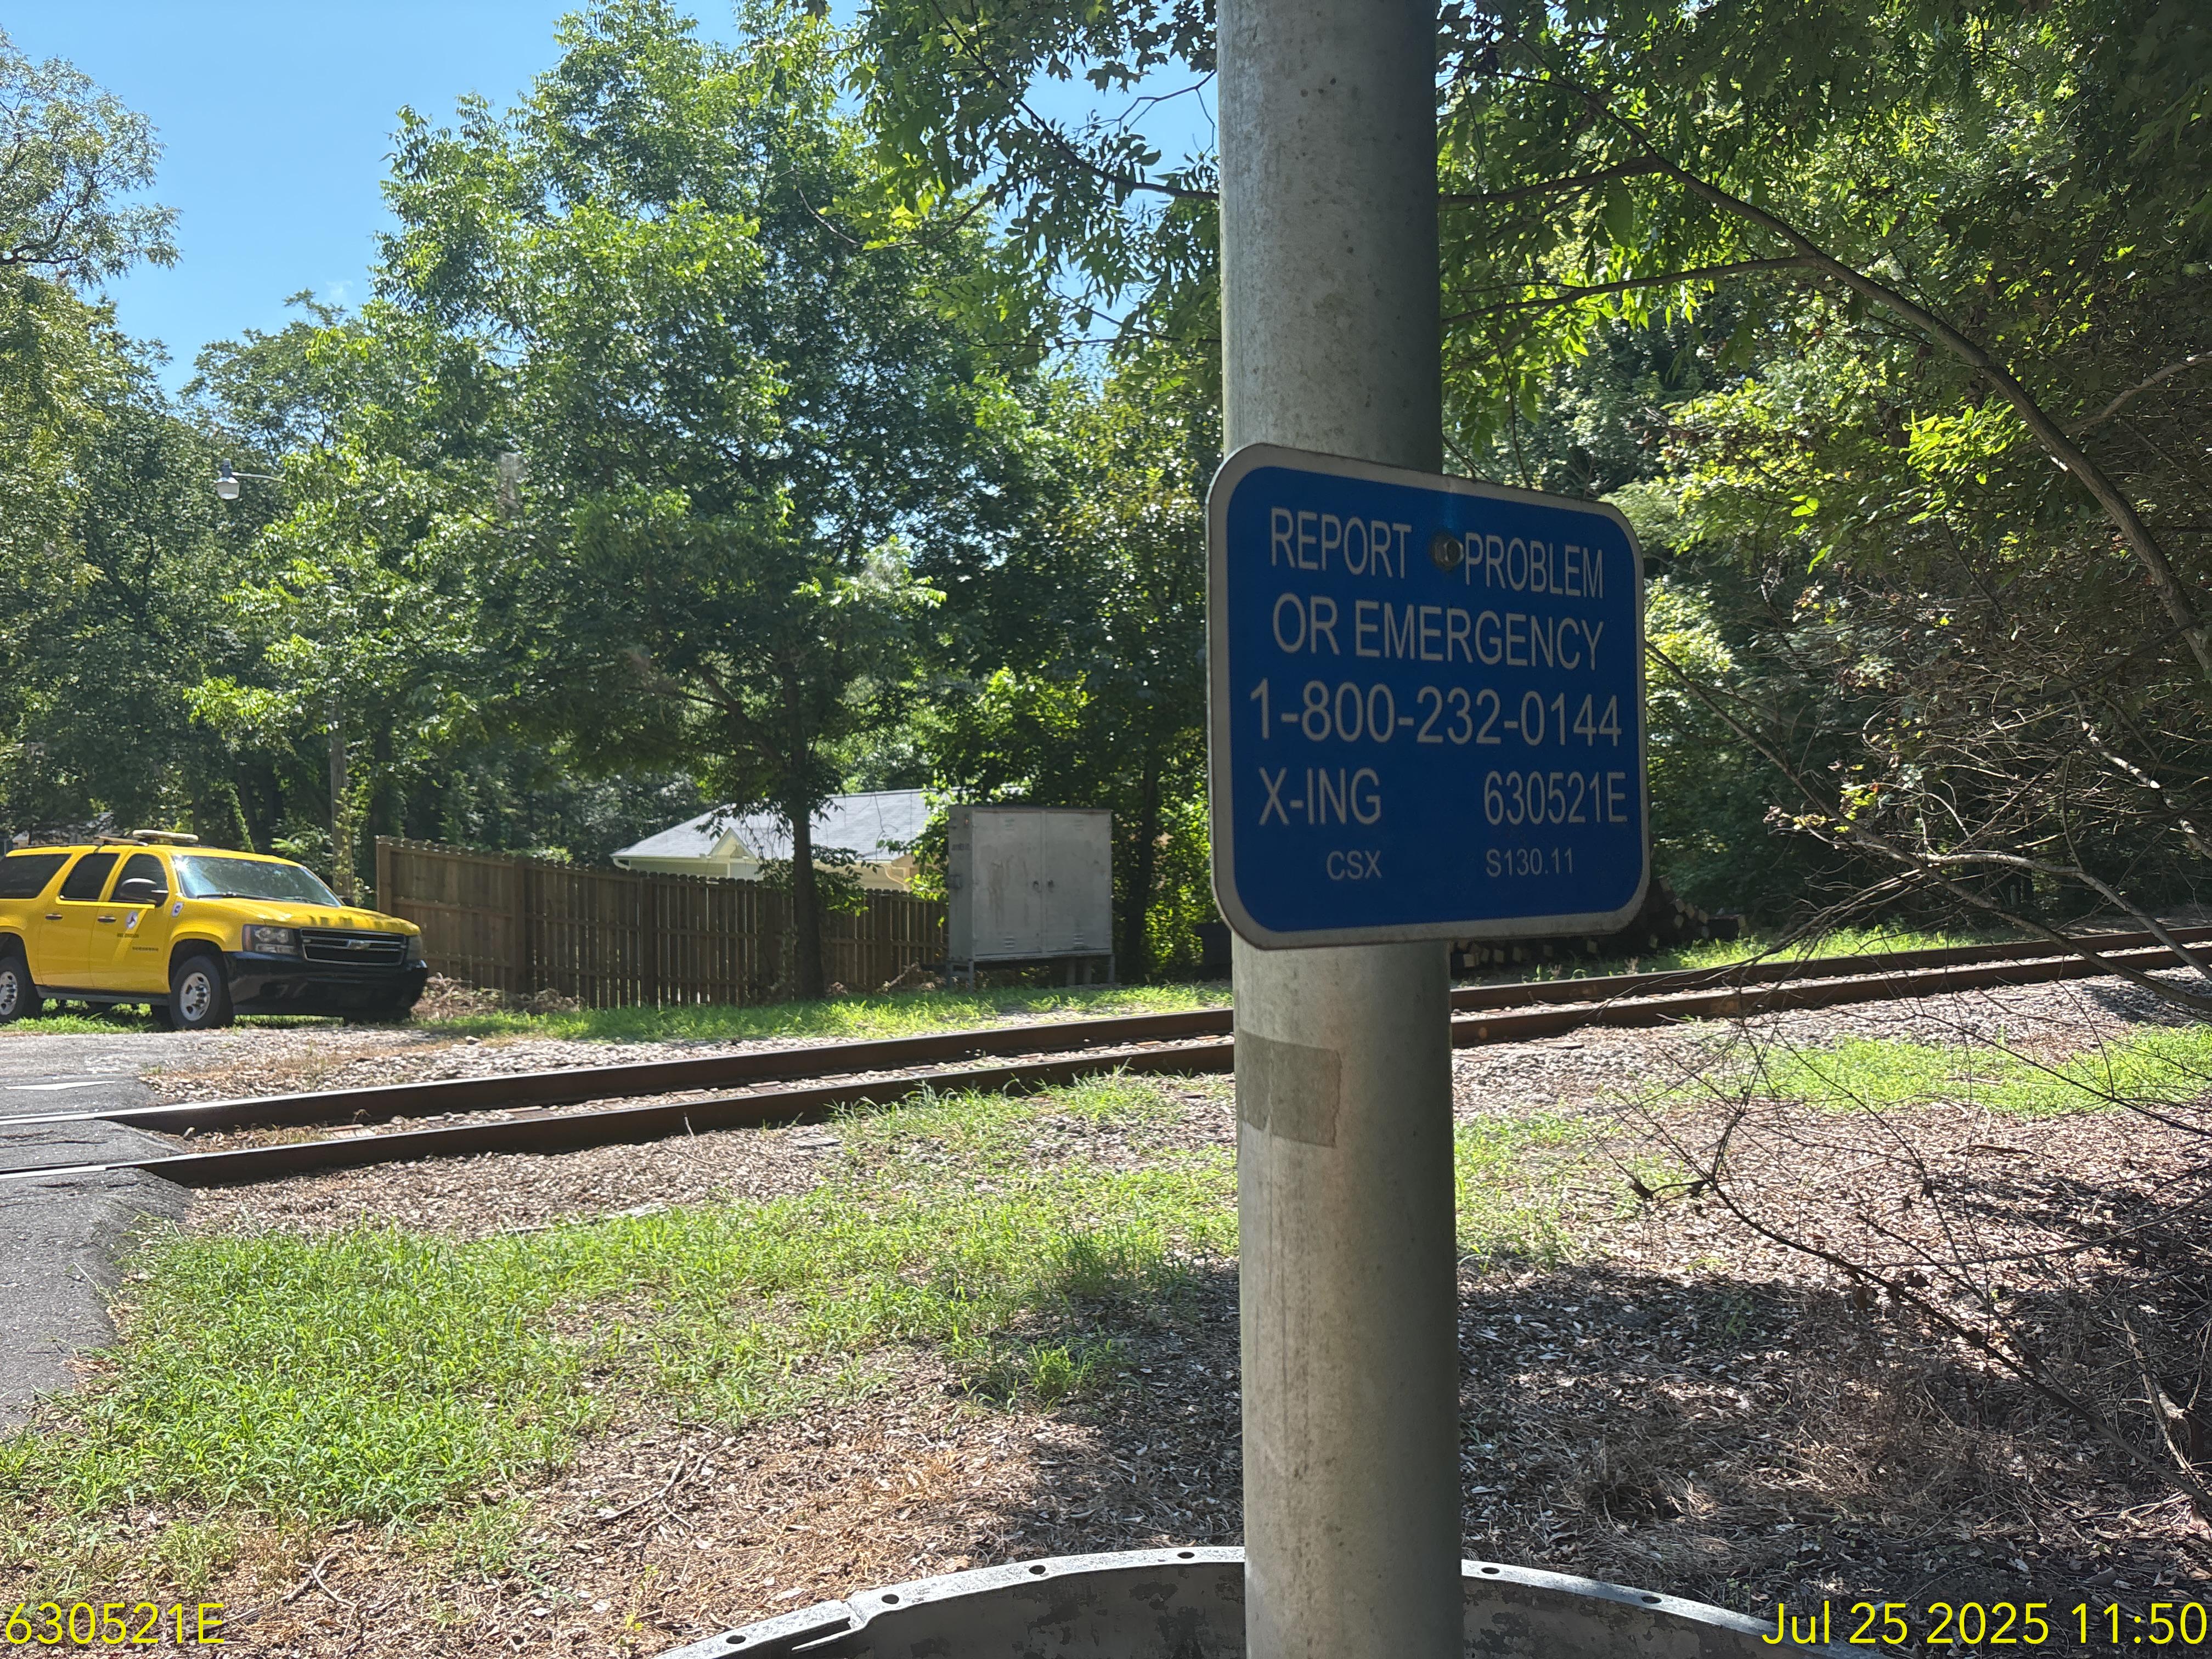 REPORT PROBLEM
OR EMERGENCY
1-800-232-0144
X-ING 630521E
CSX S130.11
630521E
Jul 25 2025 11:50